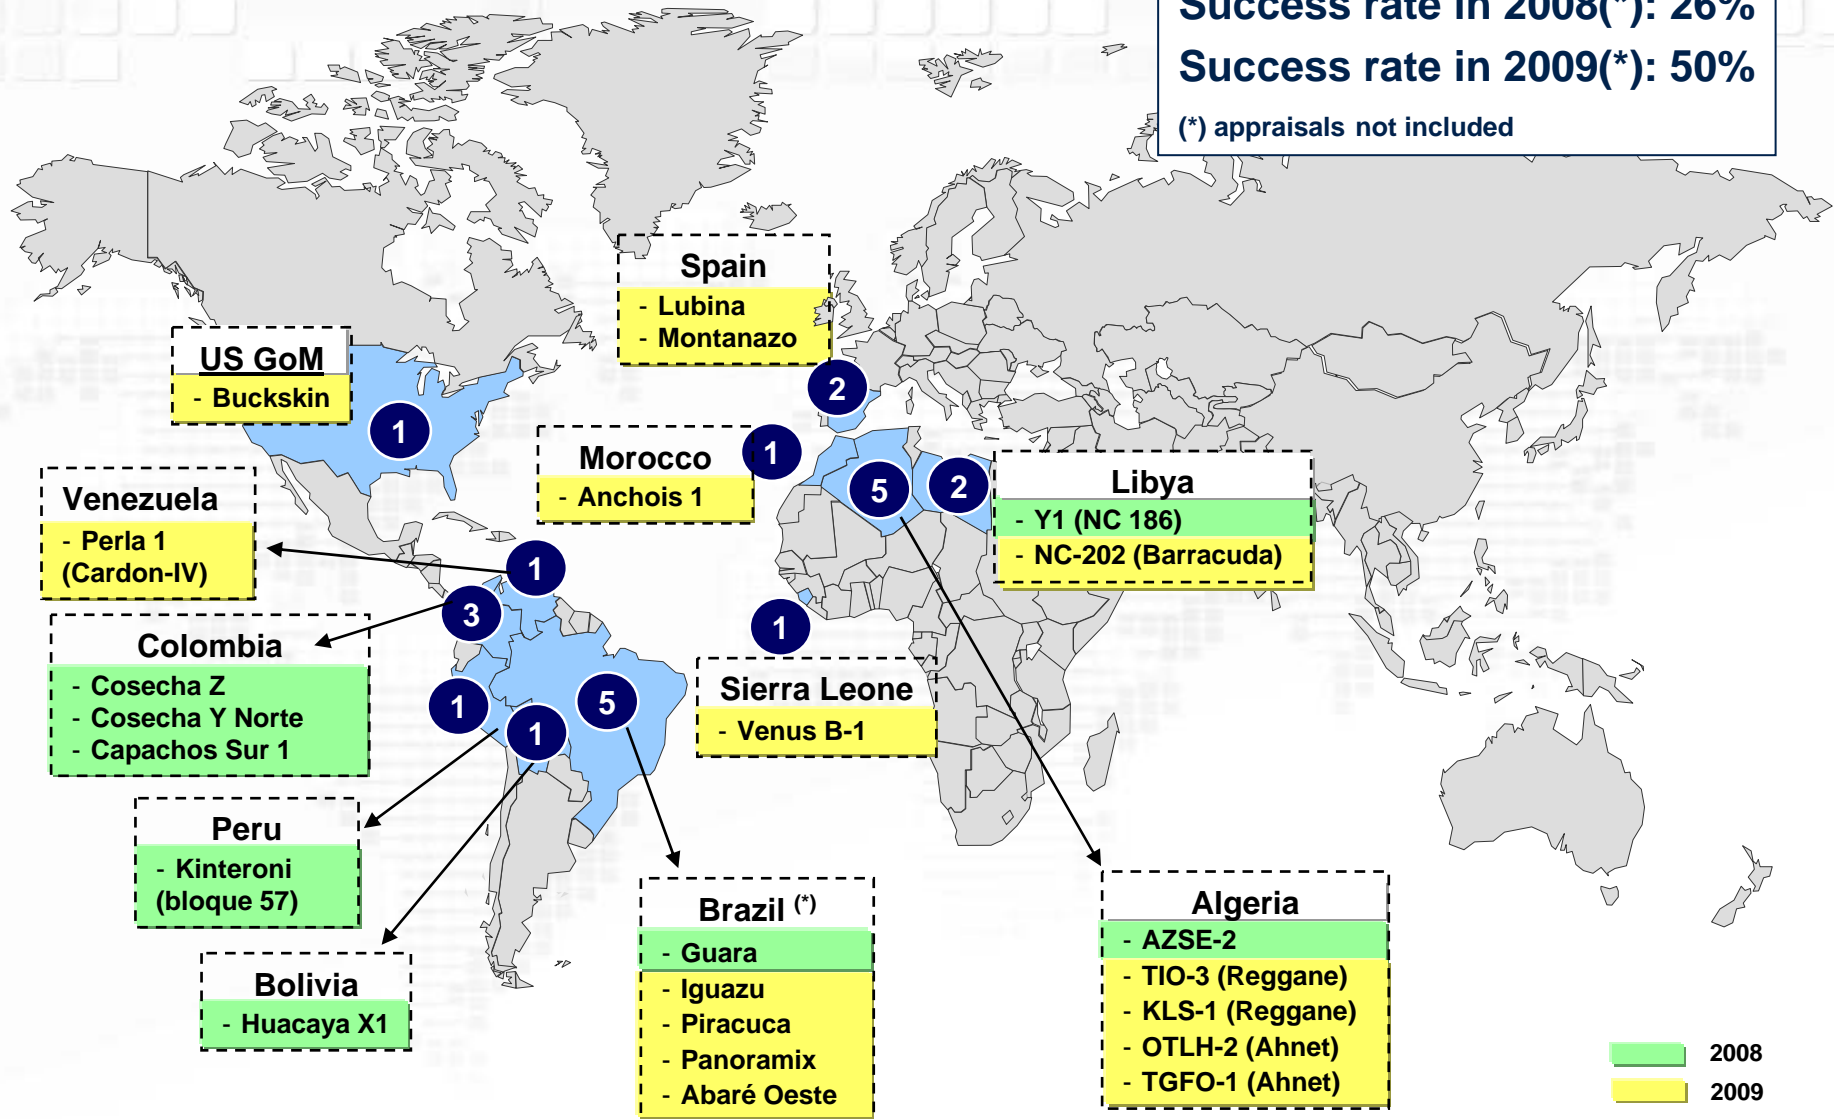 Success rate in 2008(*): 26%
Success rate in 2009(*): 50%
(*) appraisals not included
Spain
- Lubina
- Montanazo
2
US GoM
- Buckskin
1
Morocco
- Anchois 1
1
5
2
Libya
- Y1 (NC 186)
- NC-202 (Barracuda)
Venezuela
- Perla 1
(Cardon-IV)
1
3
Colombia
- Cosecha Z
- Cosecha Y Norte
- Capachos Sur 1
1
Sierra Leone
- Venus B-1
1
1
5
Peru
- Kinteroni
(bloque 57)
Bolivia
- Huacaya X1
Brazil (*)
- Guara
- Iguazu
- Piracuca
- Panoramix
- Abaré Oeste
Algeria
- AZSE-2
- TIO-3 (Reggane)
- KLS-1 (Reggane)
- OTLH-2 (Ahnet)
- TGFO-1 (Ahnet)
2008
2009